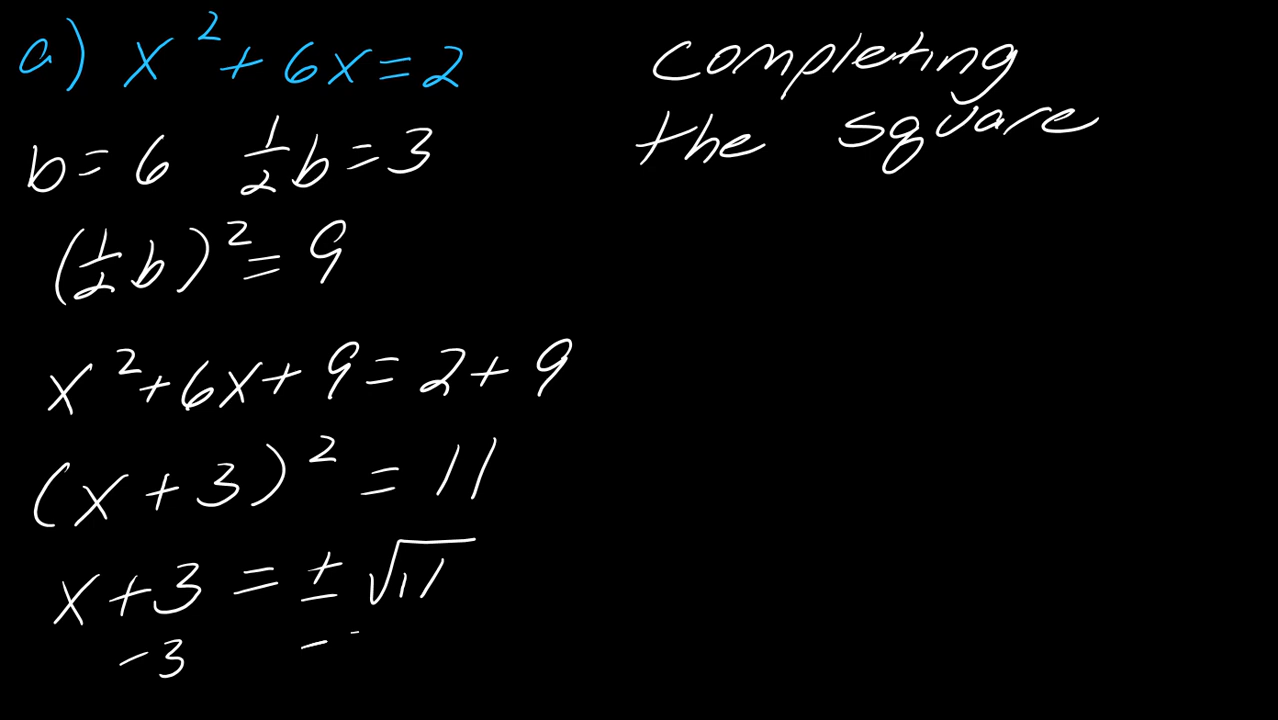 a) x² + 6x = 2
completing
the square
b = 6 ½b = 3
(½b)² = 9
x² + 6x + 9 = 2 + 9
(x + 3)² = 11
x + 3 = ± √11
-3 -